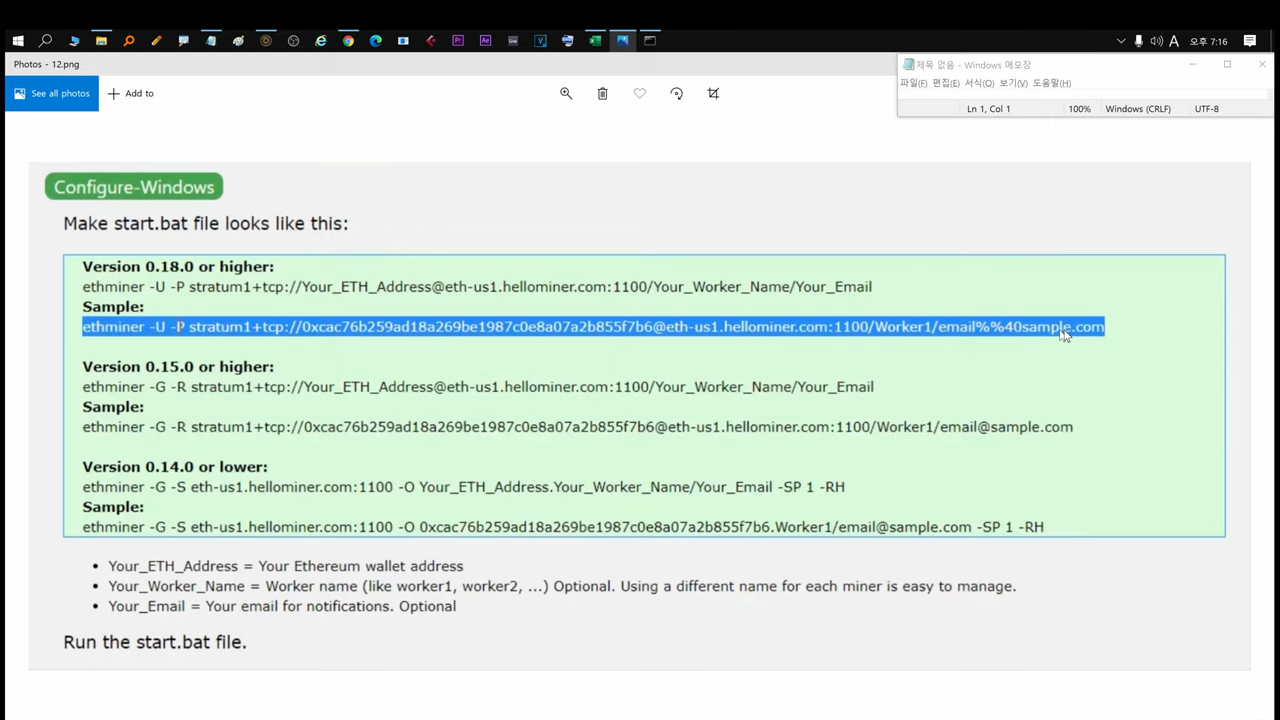 오후 7:16
Photos - 12.png
제목 없음 - Windows 메모장
See all photos
Add to
파일(F) 편집(E) 서식(O) 보기(V) 도움말(H)
Ln 1, Col 1
100%
Windows (CRLF)
UTF-8
Configure-Windows
Make start.bat file looks like this:
Version 0.18.0 or higher:
ethminer -U -P stratum1+tcp://Your_ETH_Address@eth-us1.hellominer.com:1100/Your_Worker_Name/Your_Email
Sample:
ethminer -U -P stratum1+tcp://0xcac76b259ad18a269be1987c0e8a07a2b855f7b6@eth-us1.hellominer.com:1100/Worker1/email%%40sample.com
Version 0.15.0 or higher:
ethminer -G -R stratum1+tcp://Your_ETH_Address@eth-us1.hellominer.com:1100/Your_Worker_Name/Your_Email
Sample:
ethminer -G -R stratum1+tcp://0xcac76b259ad18a269be1987c0e8a07a2b855f7b6@eth-us1.hellominer.com:1100/Worker1/email@sample.com
Version 0.14.0 or lower:
ethminer -G -S eth-us1.hellominer.com:1100 -O Your_ETH_Address.Your_Worker_Name/Your_Email -SP 1 -RH
Sample:
ethminer -G -S eth-us1.hellominer.com:1100 -O 0xcac76b259ad18a269be1987c0e8a07a2b855f7b6.Worker1/email@sample.com -SP 1 -RH
• Your_ETH_Address = Your Ethereum wallet address
• Your_Worker_Name = Worker name (like worker1, worker2, ...) Optional. Using a different name for each miner is easy to manage.
• Your_Email = Your email for notifications. Optional
Run the start.bat file.